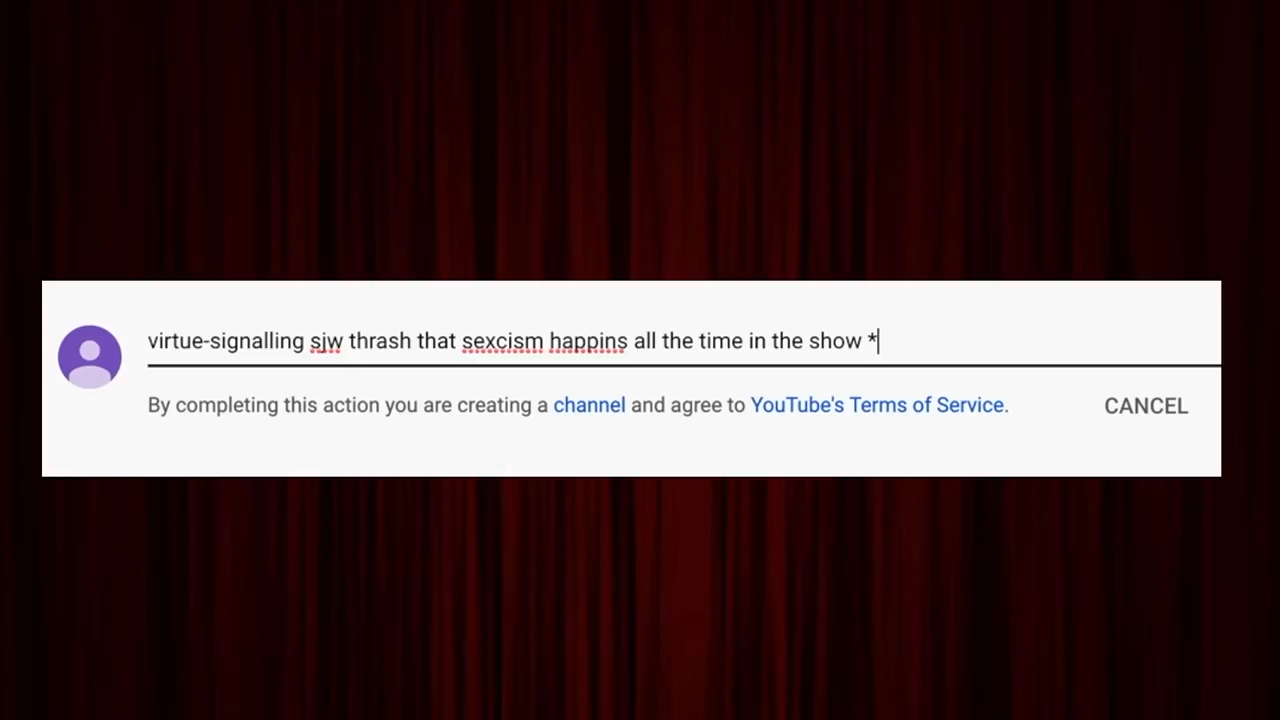 virtue-signalling sjw thrash that sexcism happins all the time in the show *
By completing this action you are creating a channel and agree to YouTube's Terms of Service. CANCEL